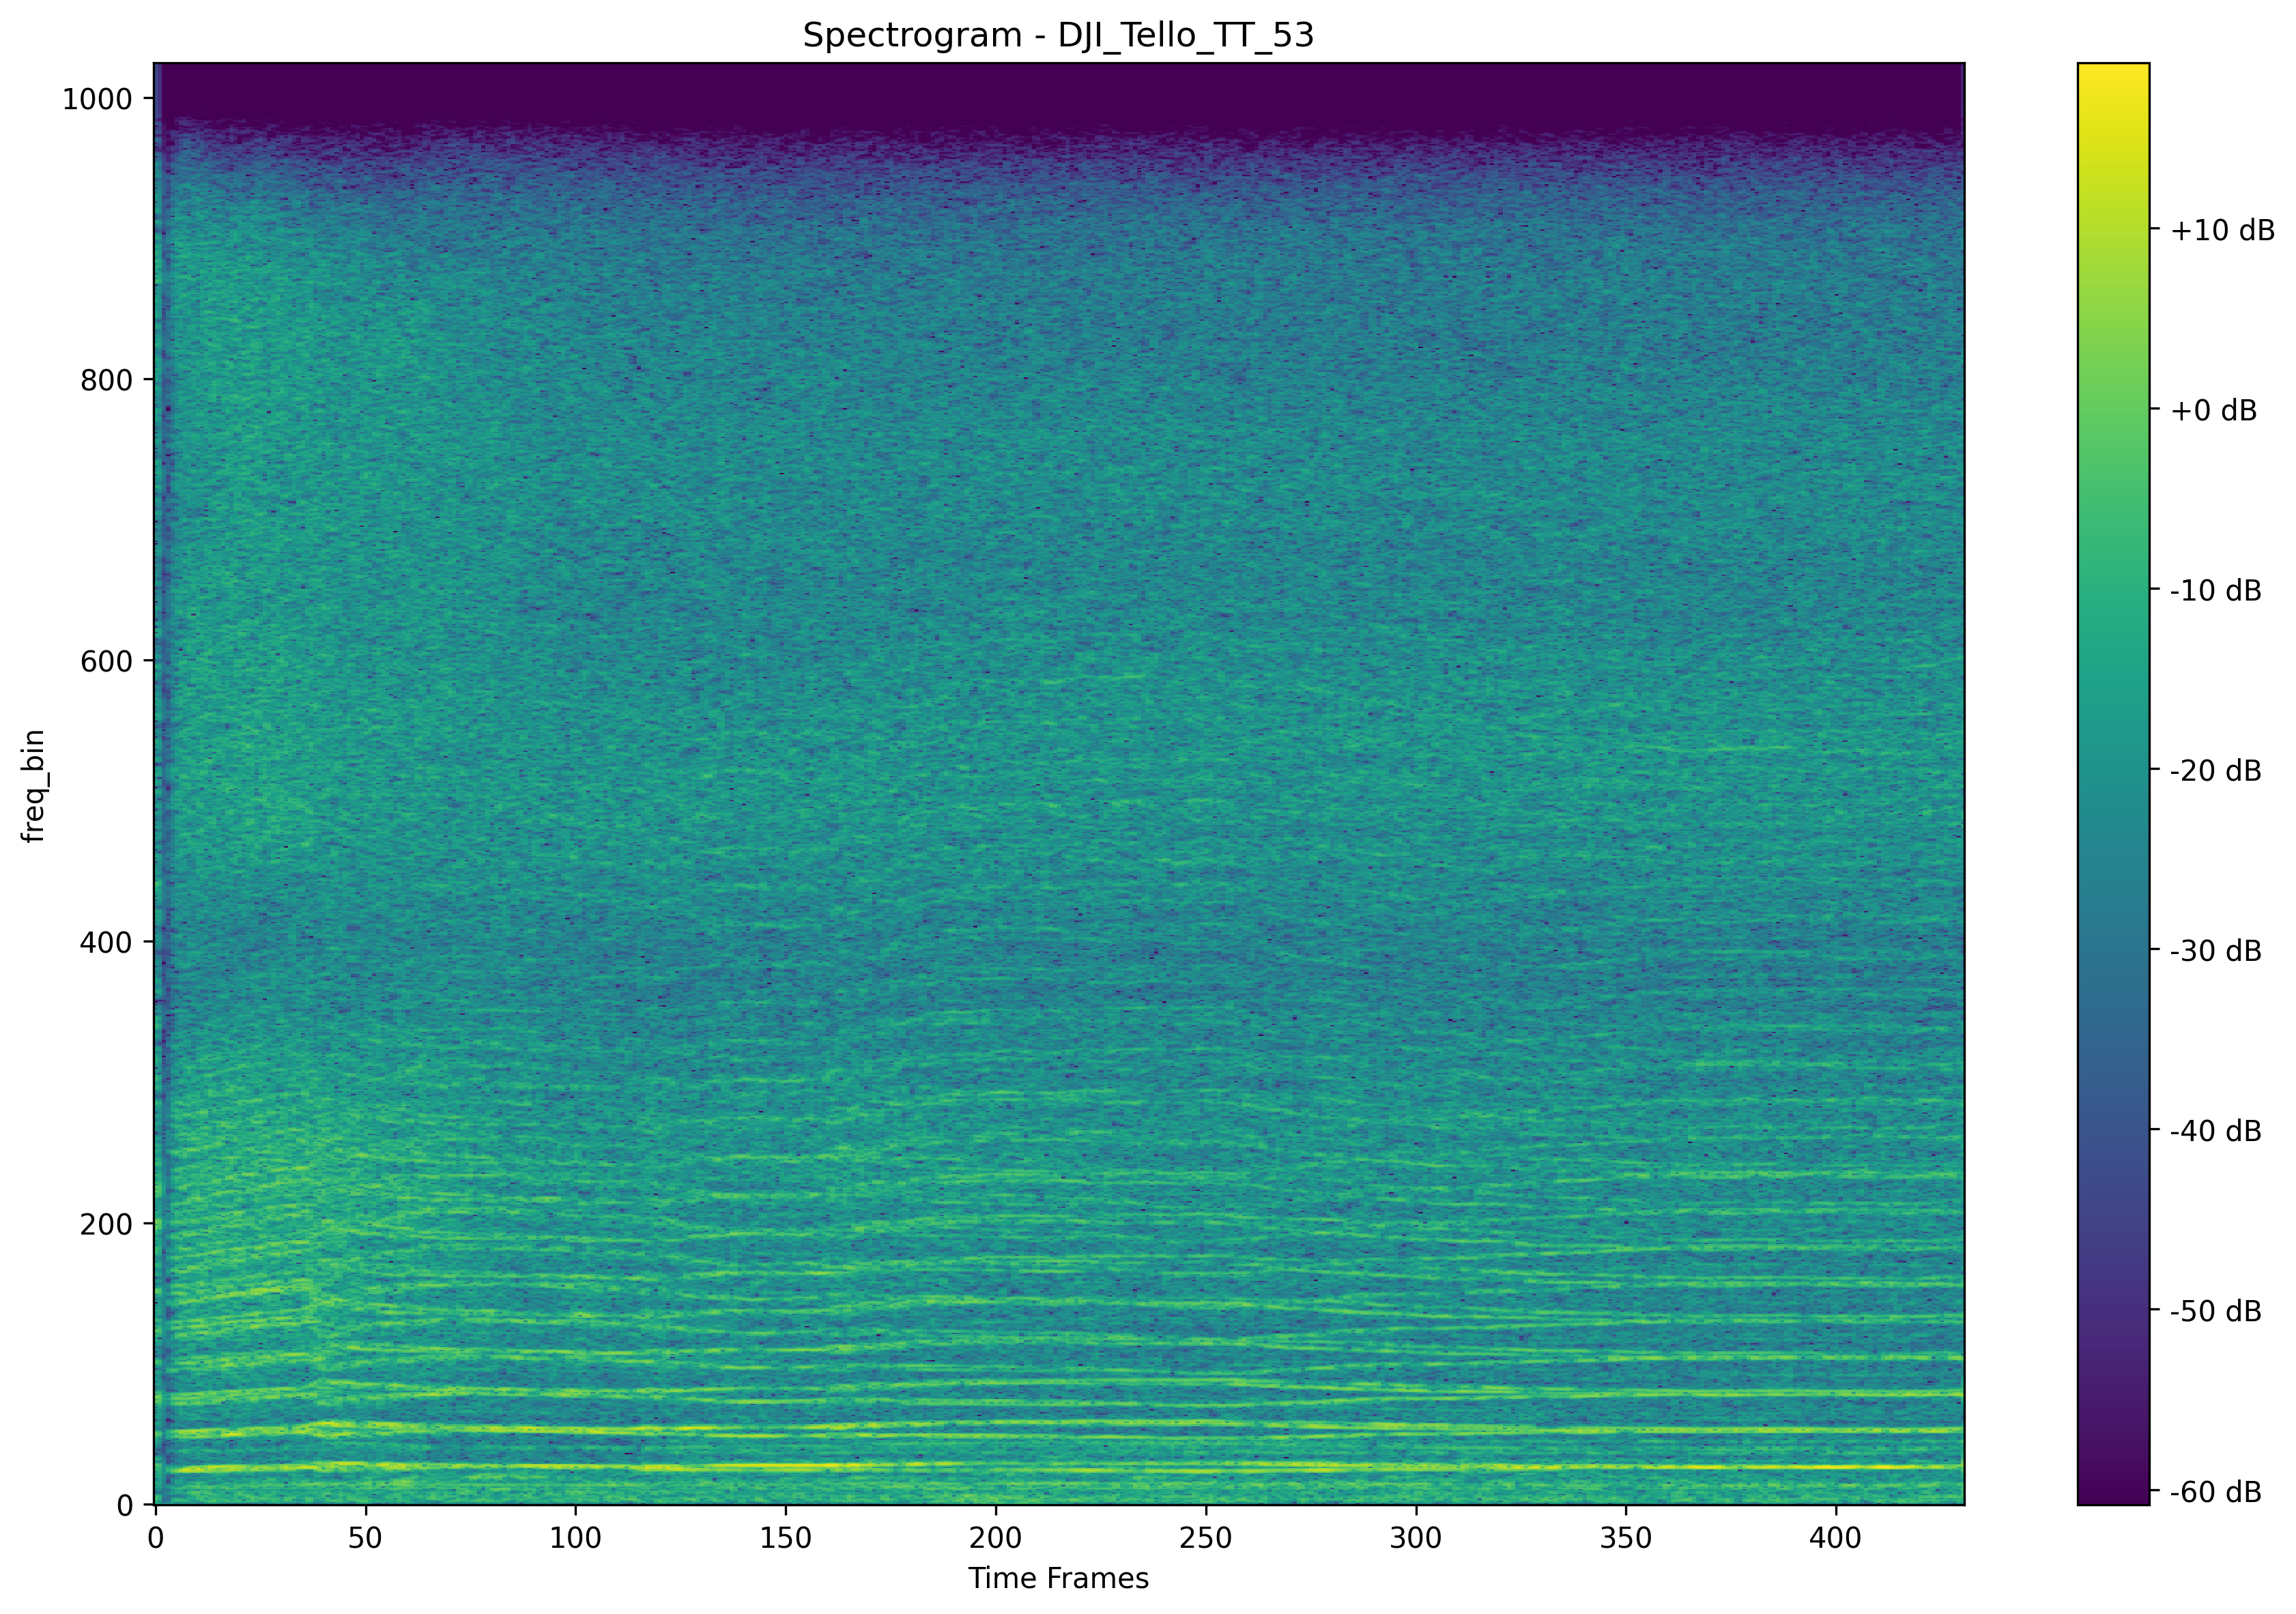 Spectrogram - DJI_Tello_TT_53
1000
800
600
400
200
0
freq_bin
0 50 100 150 200 250 300 350 400
Time Frames
+10 dB
+0 dB
-10 dB
-20 dB
-30 dB
-40 dB
-50 dB
-60 dB